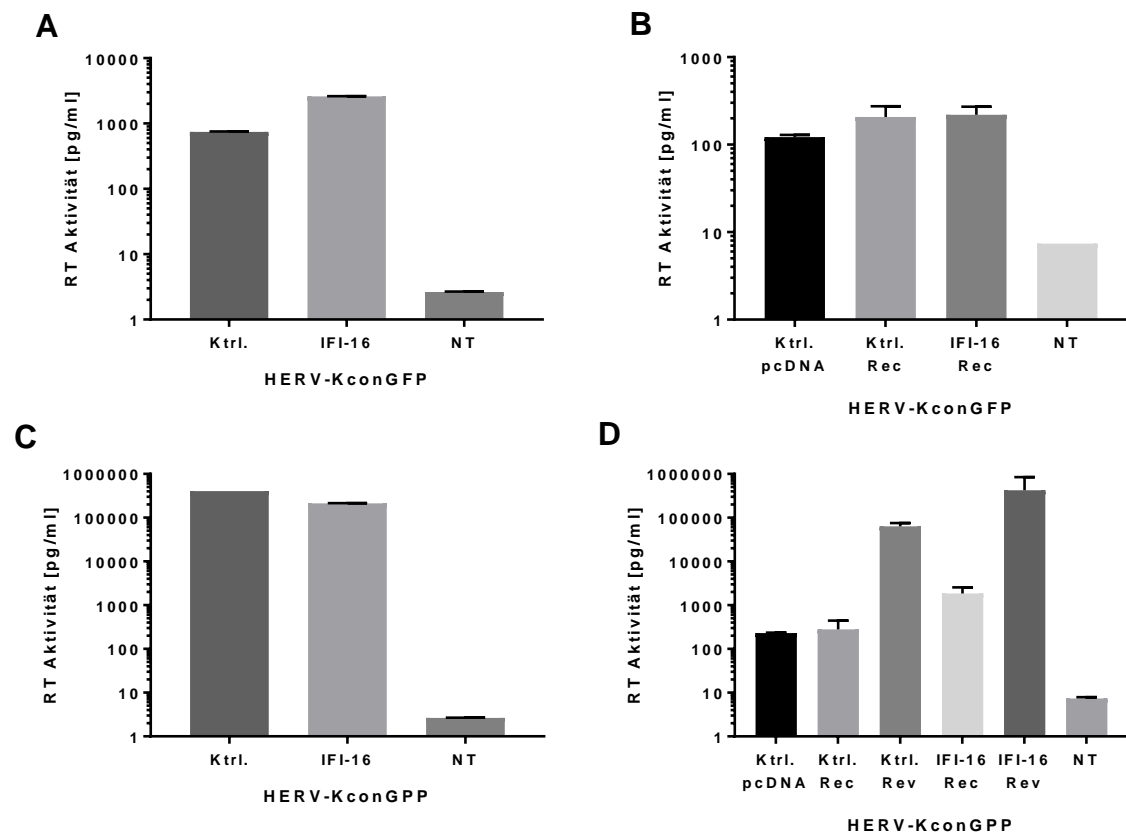 A
RT Aktivität [pg/ml]
10000
1000
100
10
1
Ktrl. IFI-16 NT
HERV-KconGFP
B
RT Aktivität [pg/ml]
1000
100
10
1
Ktrl. Ktrl. IFI-16 NT
pcDNA Rec Rec
HERV-KconGFP
C
RT Aktivität [pg/ml]
1000000
100000
10000
1000
100
10
1
Ktrl. IFI-16 NT
HERV-KconGPP
D
RT Aktivität [pg/ml]
1000000
100000
100000
1000
100
10
1
Ktrl. Ktrl. Ktrl. IFI-16 IFI-16 NT
pcDNA Rec Rev Rec Rev
HERV-KconGPP